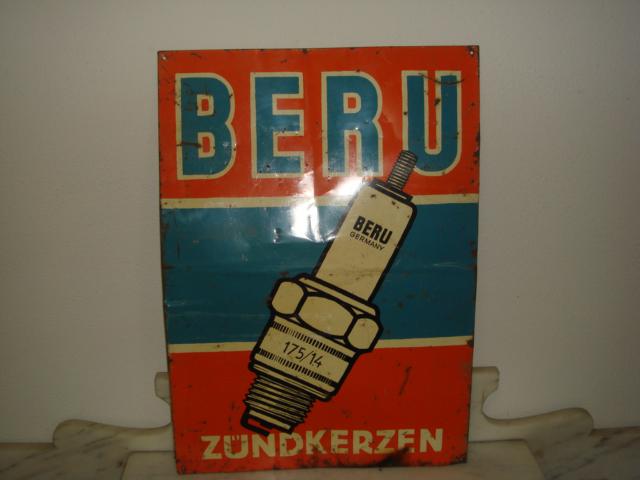 BERU
BERU
GERMANY
175/14
ZÜNDKERZEN